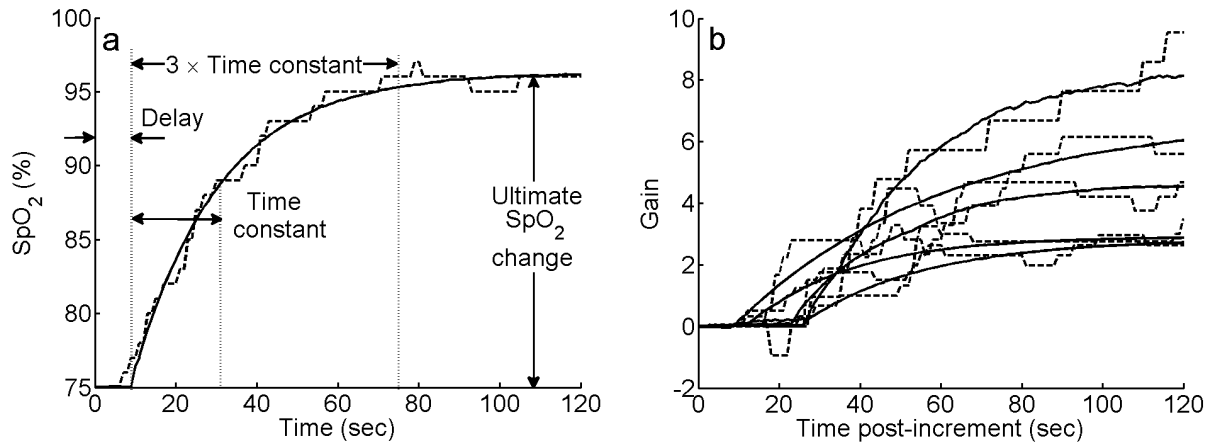 a
100
95
90
85
80
75
SpO₂ (%)
3 × Time constant
Delay
Time
constant
Ultimate
SpO₂
change
0 20 40 60 80 100 120
Time (sec)
b
10
8
6
4
2
0
-2
Gain
0 20 40 60 80 100 120
Time post-increment (sec)